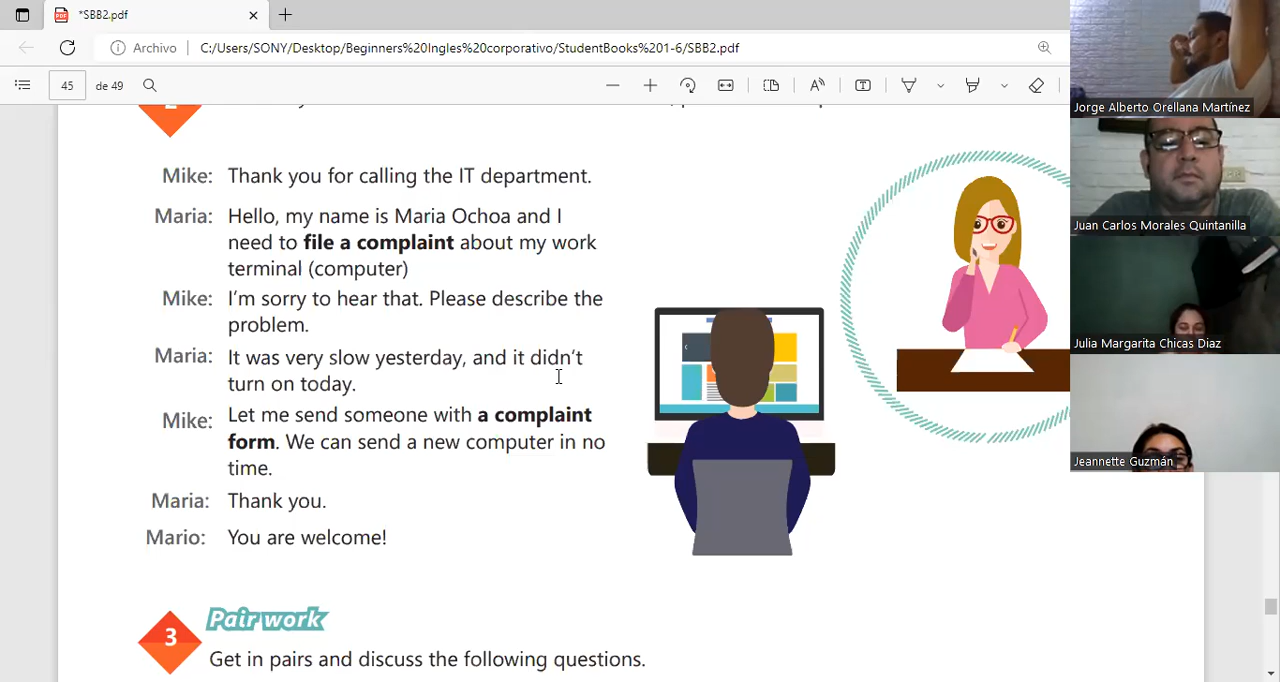 *SBB2.pdf
Archivo
C:/Users/SONY/Desktop/Beginners%20Ingles%20corporativo/StudentBooks%201-6/SBB2.pdf
45 de 49
Mike: Thank you for calling the IT department.
Maria: Hello, my name is Maria Ochoa and I
need to file a complaint about my work
terminal (computer)
Mike: I'm sorry to hear that. Please describe the
problem.
Maria: It was very slow yesterday, and it didn't
turn on today.
Mike: Let me send someone with a complaint
form. We can send a new computer in no
time.
Maria: Thank you.
Mario: You are welcome!
3 Pair work
Get in pairs and discuss the following questions.
Jorge Alberto Orellana Martínez
Juan Carlos Morales Quintanilla
Julia Margarita Chicas Diaz
Jeannette Guzmán